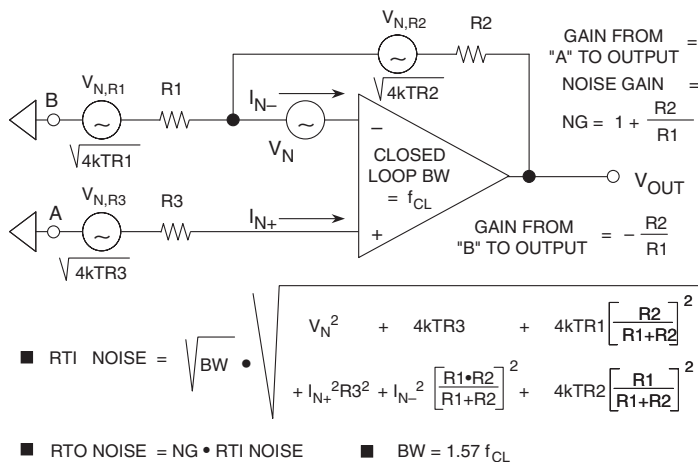 V_N,R2
R2
√4kTR2
GAIN FROM "A" TO OUTPUT =
NOISE GAIN =
NG = 1 + R2/R1
B
V_N,R1
R1
√4kTR1
I_N–
V_N
–
CLOSED LOOP BW = f_CL
V_OUT
A
V_N,R3
R3
√4kTR3
I_N+
+
GAIN FROM "B" TO OUTPUT = – R2/R1
■ RTI NOISE = √BW • √ V_N² + 4kTR3 + 4kTR1 [R2/(R1+R2)]²
+ I_N+² R3² + I_N–² [R1•R2/(R1+R2)]² + 4kTR2 [R1/(R1+R2)]²
■ RTO NOISE = NG • RTI NOISE
■ BW = 1.57 f_CL